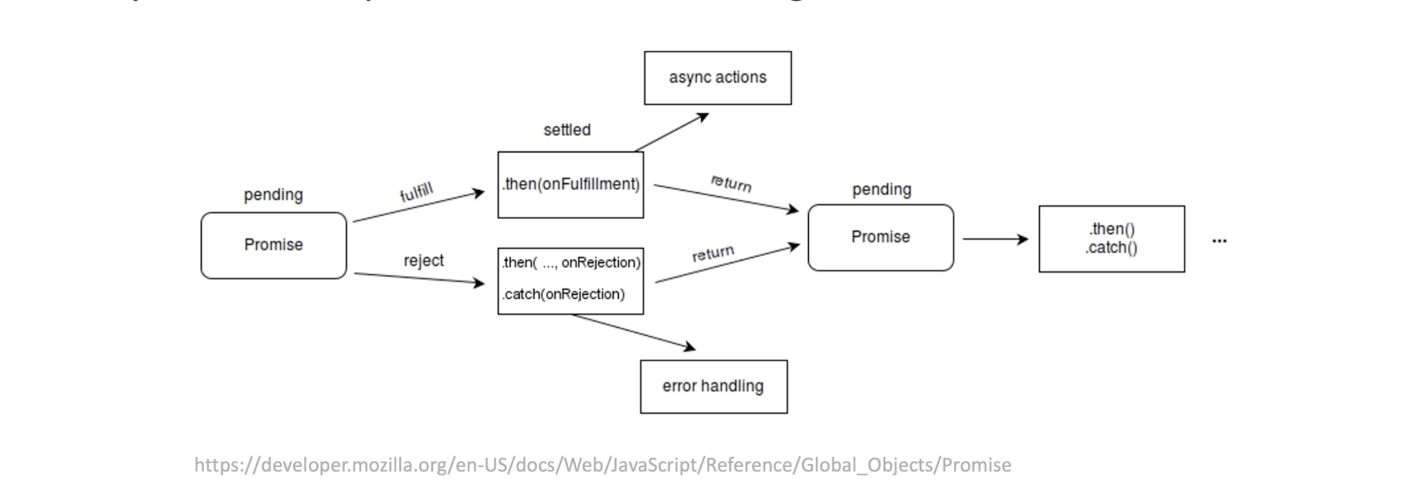 async actions
settled
.then(onFulfillment)
fulfill
return
pending
Promise
pending
Promise
.then()
.catch()
...
reject
.then( ..., onRejection)
.catch(onRejection)
return
error handling
https://developer.mozilla.org/en-US/docs/Web/JavaScript/Reference/Global_Objects/Promise